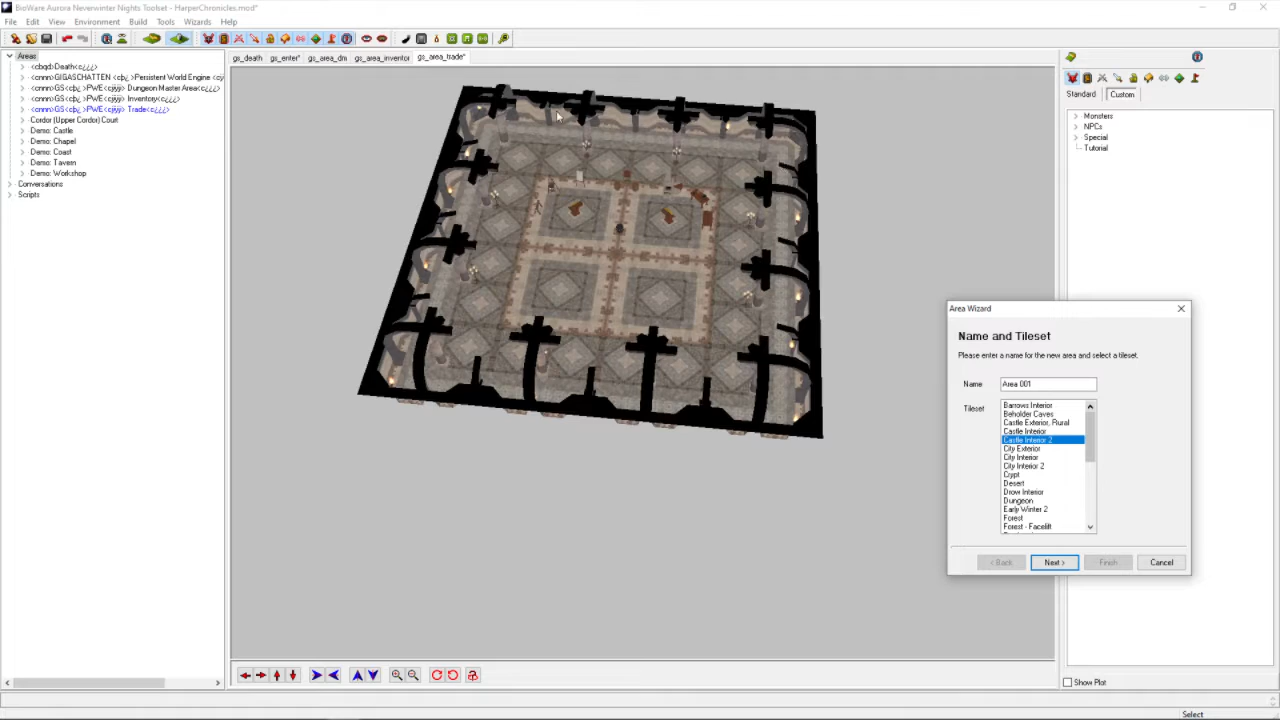 BioWare Aurora Neverwinter Nights Toolset - HarperChronicles.mod*
File Edit View Environment Build Tools Wizards Help
gs_death gs_enter* gs_area_dm gs_area_inventor gs_area_trade*
Areas
<cþqd>Death<c¿¿¿>
Cordor (Upper Cordor) Court
Demo: Castle
Demo: Chapel
Demo: Coast
Demo: Tavern
Demo: Workshop
Conversations
Scripts
Standard Custom
Monsters
NPCs
Special
Tutorial
Area Wizard
Name and Tileset
Please enter a name for the new area and select a tileset.
Name Area 001
Tileset
Barrows Interior
Beholder Caves
Castle Exterior, Rural
Castle Interior
Castle Interior 2
City Exterior
City Interior
City Interior 2
Crypt
Desert
Drow Interior
Dungeon
Early Winter 2
Forest
Forest - Facelift
< Back Next > Finish Cancel
Show Plot
Select